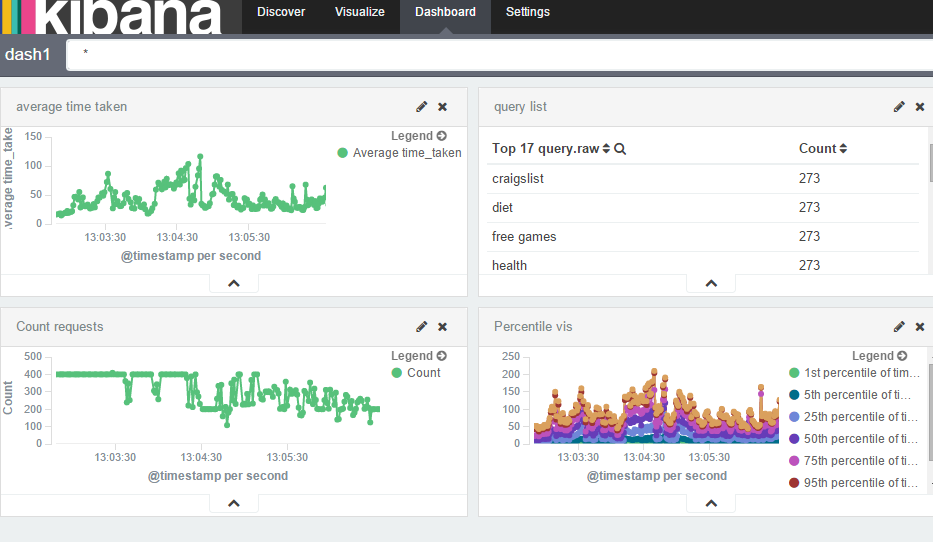 kibana
Discover Visualize Dashboard Settings
dash1 *
average time taken
Legend
Average time_taken
150
100
50
0
13:03:30 13:04:30 13:05:30
@timestamp per second
query list
Top 17 query.raw Count
craigslist 273
diet 273
free games 273
health 273
Count requests
Legend
Count
Count
500
400
300
200
100
0
13:03:30 13:04:30 13:05:30
@timestamp per second
Percentile vis
Legend
1st percentile of tim...
5th percentile of ti...
25th percentile of ti...
50th percentile of ti...
75th percentile of ti...
95th percentile of ti...
250
200
150
100
50
0
13:03:30 13:04:30 13:05:30
@timestamp per second